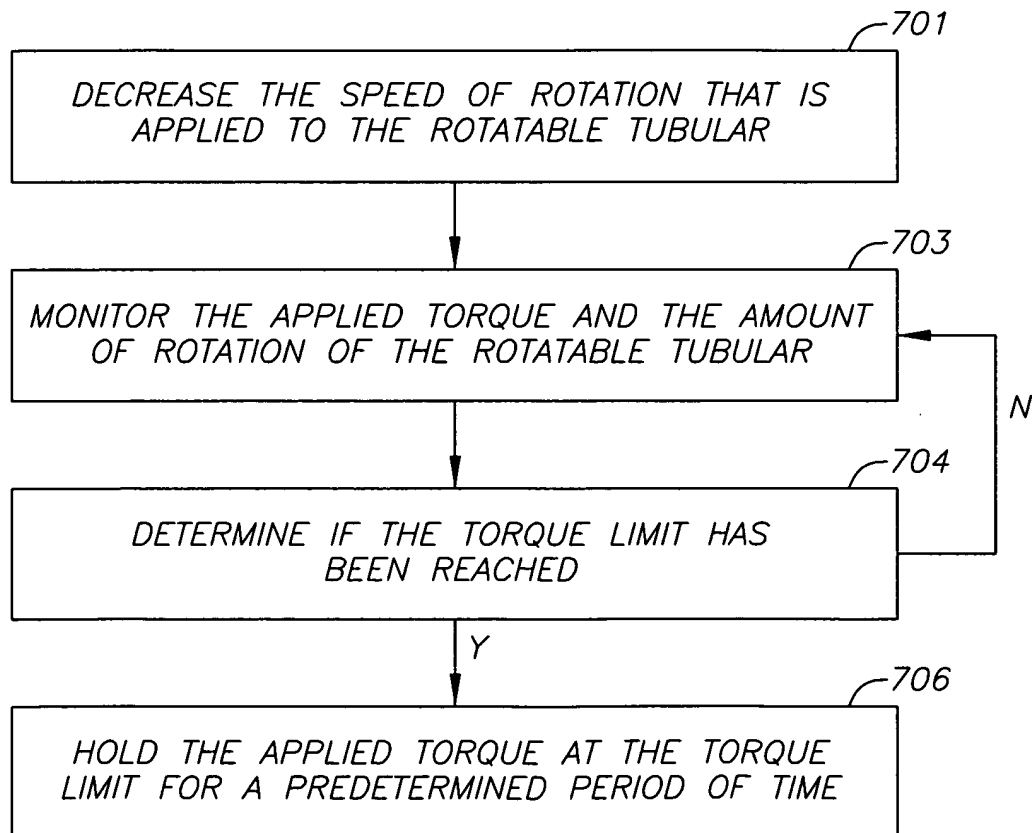 701
DECREASE THE SPEED OF ROTATION THAT IS
APPLIED TO THE ROTATABLE TUBULAR
703
MONITOR THE APPLIED TORQUE AND THE AMOUNT
OF ROTATION OF THE ROTATABLE TUBULAR
N
704
DETERMINE IF THE TORQUE LIMIT HAS
BEEN REACHED
Y
706
HOLD THE APPLIED TORQUE AT THE TORQUE
LIMIT FOR A PREDETERMINED PERIOD OF TIME